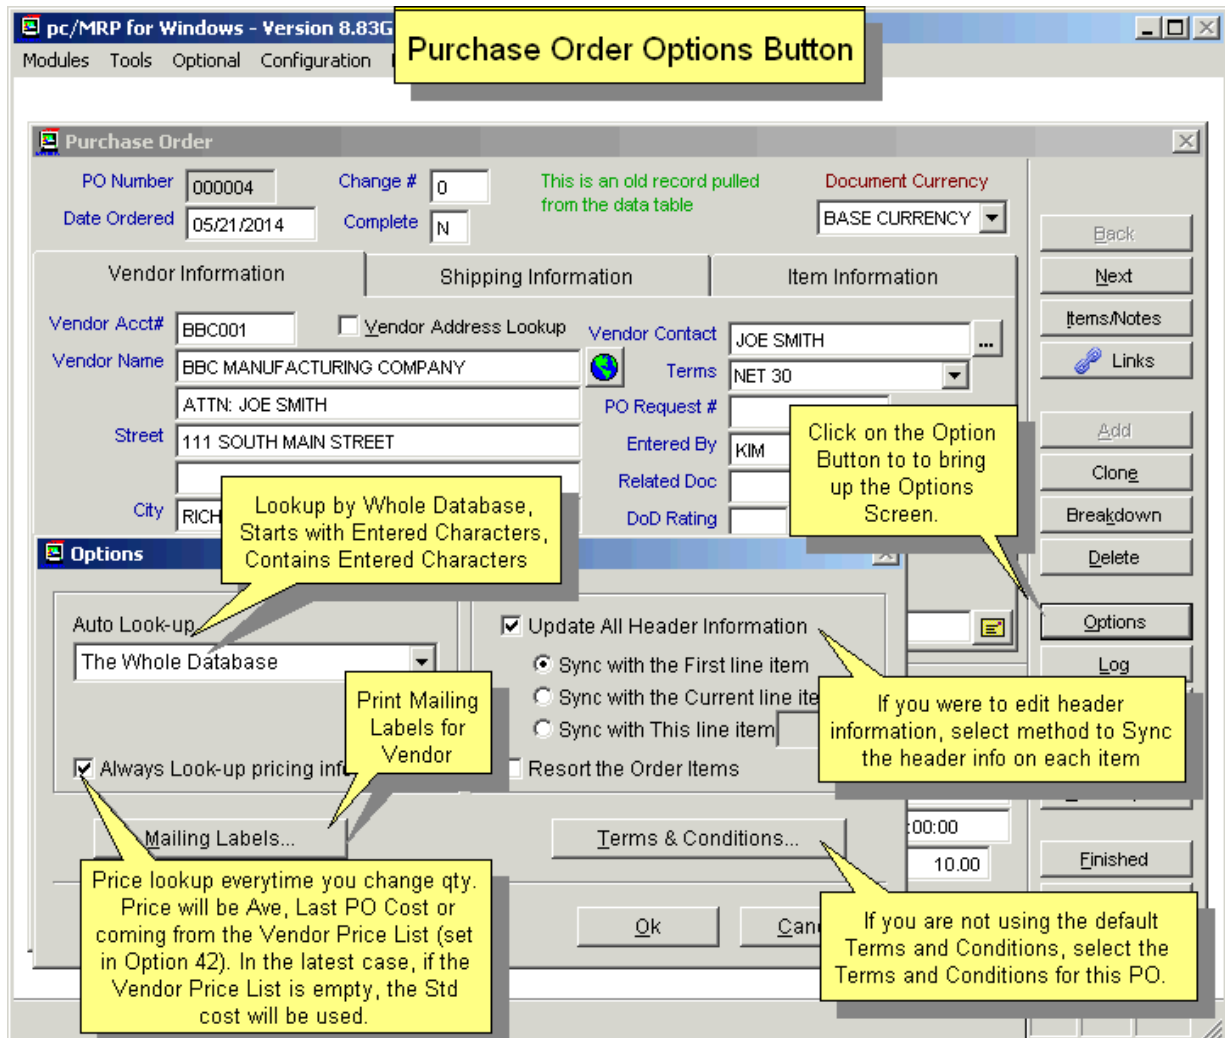 pc/MRP for Windows - Version 8.83G
Purchase Order Options Button
Modules Tools Optional Configuration
Purchase Order
PO Number 000004 Change # 0 This is an old record pulled Document Currency
from the data table
Date Ordered 05/21/2014 Complete N BASE CURRENCY
Back
Vendor Information Shipping Information Item Information Next
Vendor Acct# BBC001 Vendor Address Lookup Vendor Contact JOE SMITH ... Items/Notes
Vendor Name BBC MANUFACTURING COMPANY Terms NET 30 Links
ATTN: JOE SMITH PO Request #
Street 111 SOUTH MAIN STREET Entered By KIM Add
Related Doc Clone
City RICH DoD Rating Breakdown
Delete
Click on the Option
Button to to bring
up the Options
Screen.
Lookup by Whole Database,
Starts with Entered Characters,
Contains Entered Characters
Options
Options
Log
Auto Look-up
The Whole Database
Update All Header Information
Sync with the First line item
Sync with the Current line ite
Sync with This line item
Print Mailing
Labels for
Vendor
If you were to edit header
information, select method to Sync
the header info on each item
Always Look-up pricing inf
Resort the Order Items
Mailing Labels...
Terms & Conditions...
:00:00
10.00
Finished
Price lookup everytime you change qty.
Price will be Ave, Last PO Cost or
coming from the Vendor Price List (set
in Option 42). In the latest case, if the
Vendor Price List is empty, the Std
cost will be used.
Ok
Can
If you are not using the default
Terms and Conditions, select the
Terms and Conditions for this PO.